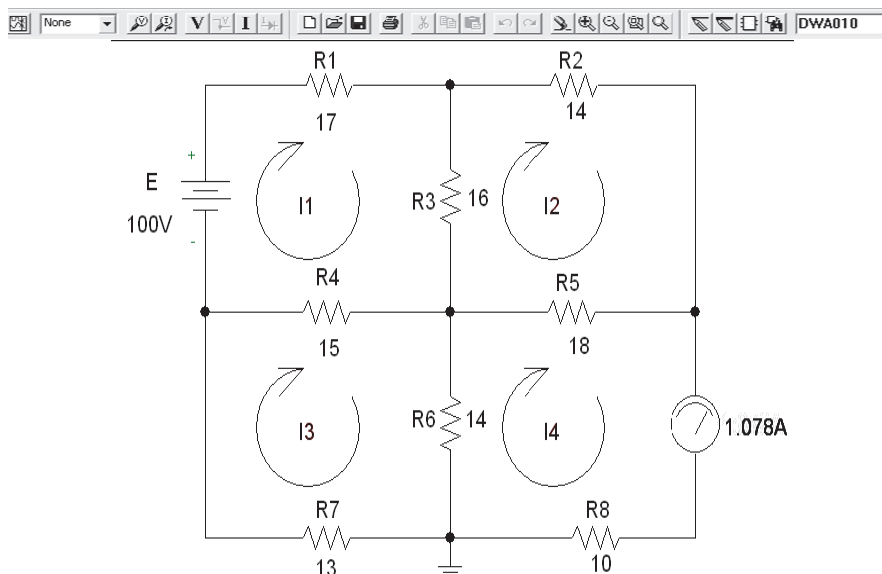 None V I DWA010
R1 R2
17 14
+
E
100V
-
I1 R3 16 I2
R4 R5
15 18
I3 R6 14 I4 1.078A
R7 R8
13 10